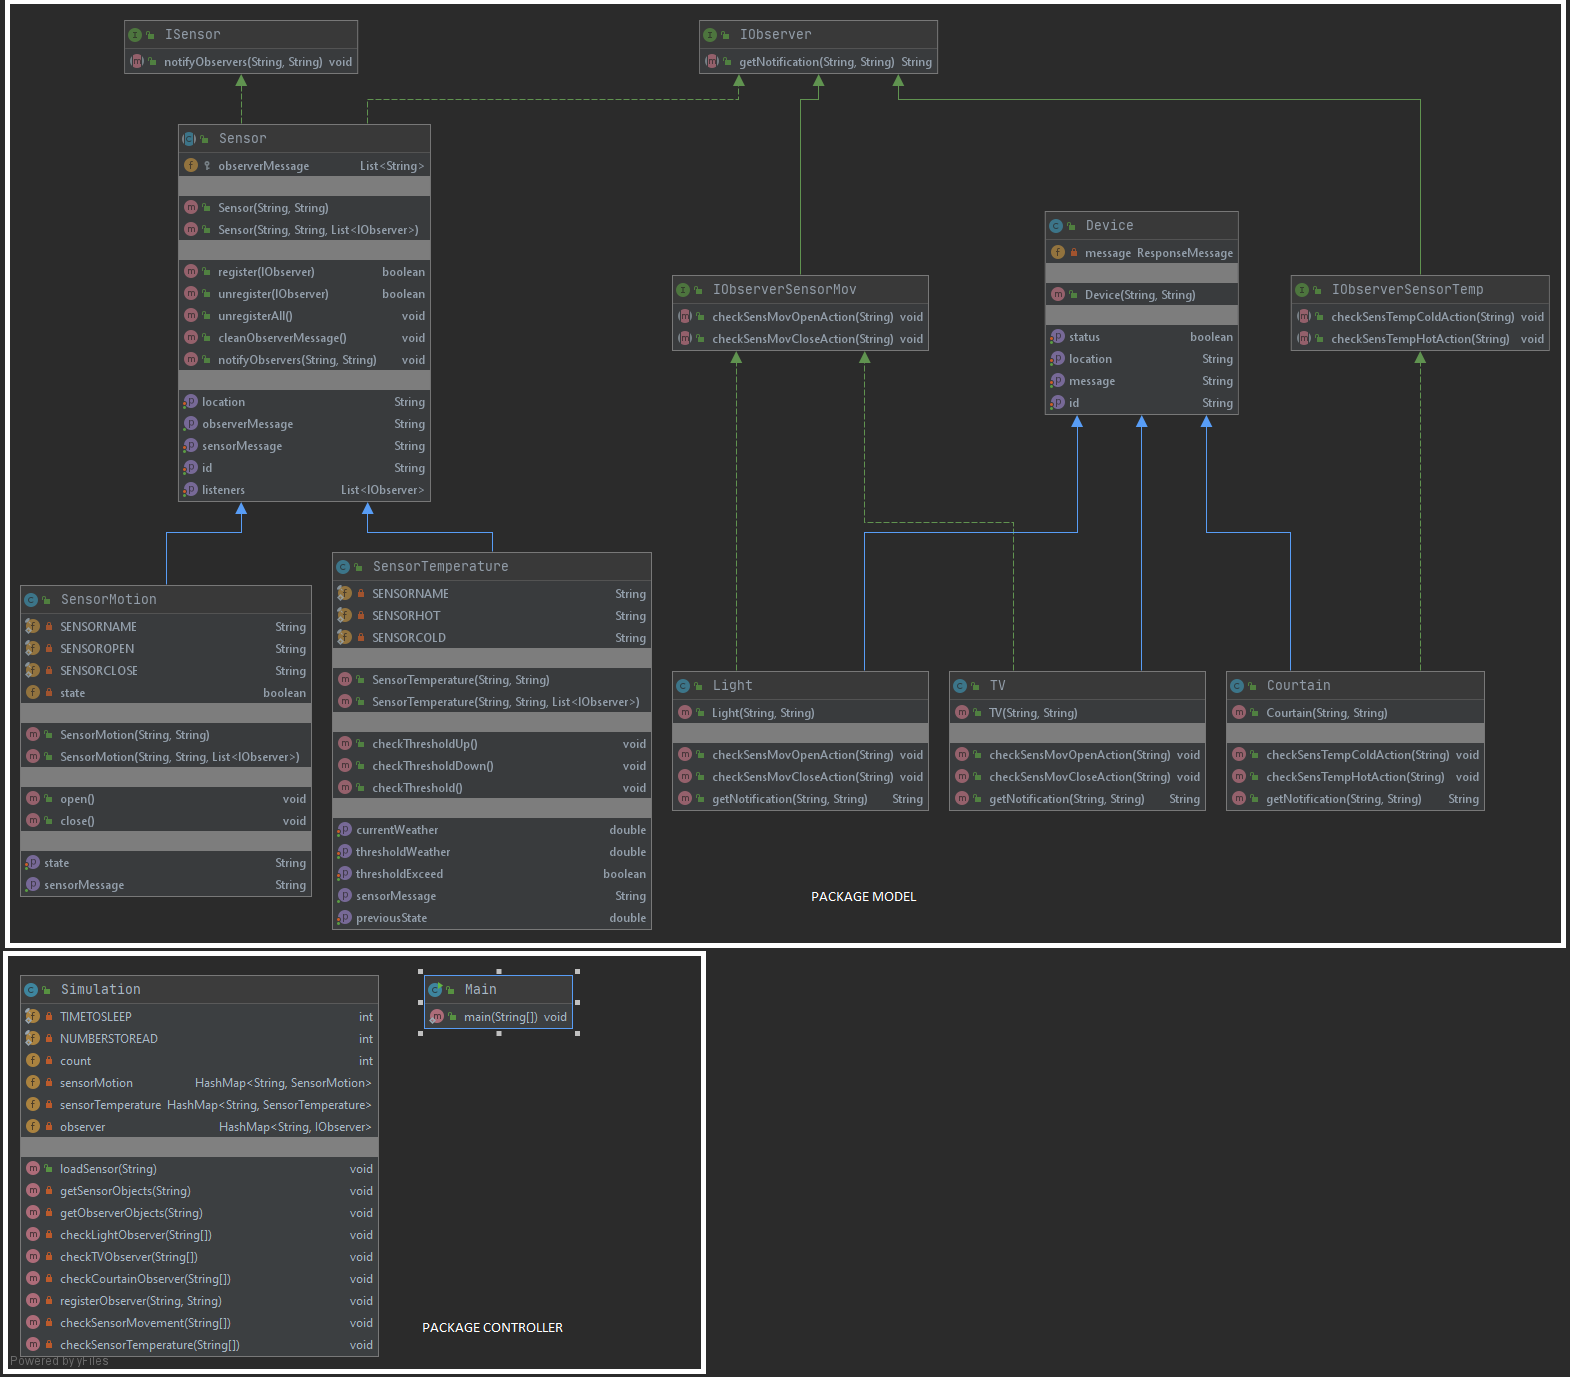 ISensor
notifyObservers(String, String) void
IObserver
getNotification(String, String) String
Sensor
observerMessage List<String>
Sensor(String, String)
Sensor(String, String, List<IObserver>)
register(IObserver) boolean
unregister(IObserver) boolean
unregisterAll() void
cleanObserverMessage() void
notifyObservers(String, String) void
location String
observerMessage String
sensorMessage String
id String
listeners List<IObserver>
IObserverSensorMov
checkSensMovOpenAction(String) void
checkSensMovCloseAction(String) void
Device
message ResponseMessage
Device(String, String)
status boolean
location String
message String
id String
IObserverSensorTemp
checkSensTempColdAction(String) void
checkSensTempHotAction(String) void
SensorMotion
SENSORNAME String
SENSOROPEN String
SENSORCLOSE String
state boolean
SensorMotion(String, String)
SensorMotion(String, String, List<IObserver>)
open() void
close() void
state String
sensorMessage String
SensorTemperature
SENSORNAME String
SENSORHOT String
SENSORCOLD String
SensorTemperature(String, String)
SensorTemperature(String, String, List<IObserver>)
checkThresholdUp() void
checkThresholdDown() void
checkThreshold() void
currentWeather double
thresholdWeather double
thresholdExceed boolean
sensorMessage String
previousState double
Light
Light(String, String)
checkSensMovOpenAction(String) void
checkSensMovCloseAction(String) void
getNotification(String, String) String
TV
TV(String, String)
checkSensMovOpenAction(String) void
checkSensMovCloseAction(String) void
getNotification(String, String) String
Courtain
Courtain(String, String)
checkSensTempColdAction(String) void
checkSensTempHotAction(String) void
getNotification(String, String) String
PACKAGE MODEL
Simulation
TIMETOSLEEP int
NUMBERSTOREAD int
count int
sensorMotion HashMap<String, SensorMotion>
sensorTemperature HashMap<String, SensorTemperature>
observer HashMap<String, IObserver>
loadSensor(String) void
getSensorObjects(String) void
getObserverObjects(String) void
checkLightObserver(String[]) void
checkTVObserver(String[]) void
checkCourtainObserver(String[]) void
registerObserver(String, String) void
checkSensorMovement(String[]) void
checkSensorTemperature(String[]) void
Main
main(String[]) void
PACKAGE CONTROLLER
Powered by yFiles